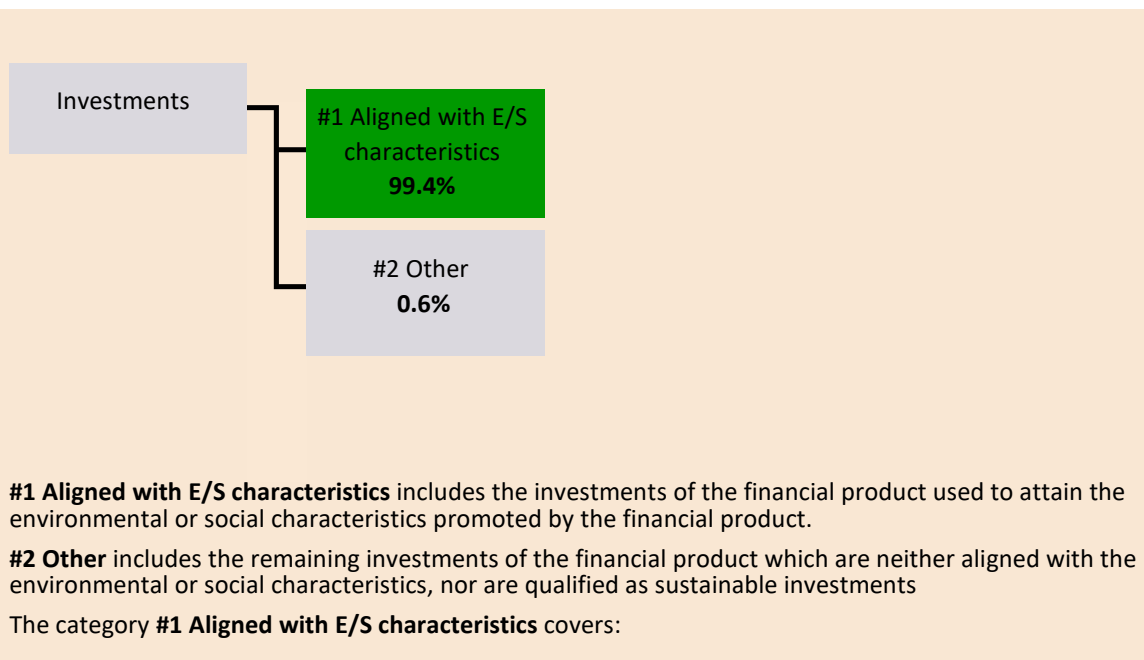 Investments
#1 Aligned with E/S
characteristics
99.4%
#2 Other
0.6%
#1 Aligned with E/S characteristics includes the investments of the financial product used to attain the
environmental or social characteristics promoted by the financial product.
#2 Other includes the remaining investments of the financial product which are neither aligned with the
environmental or social characteristics, nor are qualified as sustainable investments
The category #1 Aligned with E/S characteristics covers: